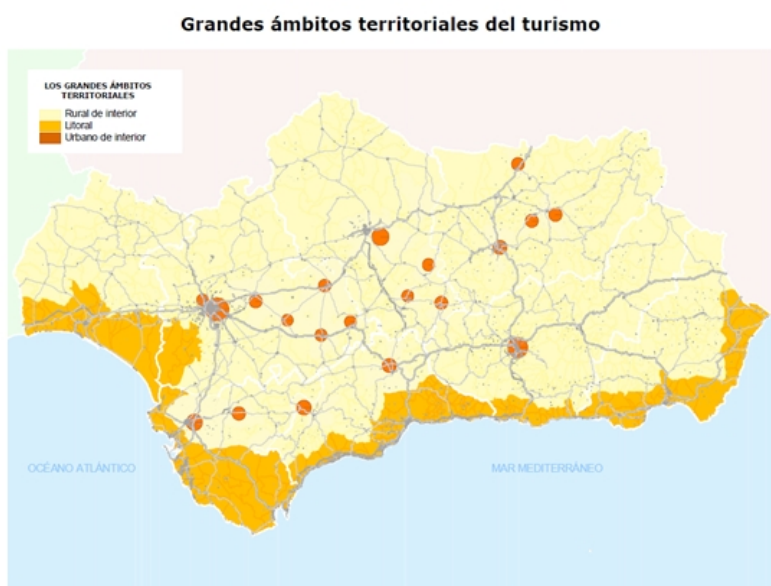 Grandes ámbitos territoriales del turismo
LOS GRANDES ÁMBITOS
TERRITORIALES
Rural de interior
Litoral
Urbano de interior
OCÉANO ATLÁNTICO
MAR MEDITERRÁNEO